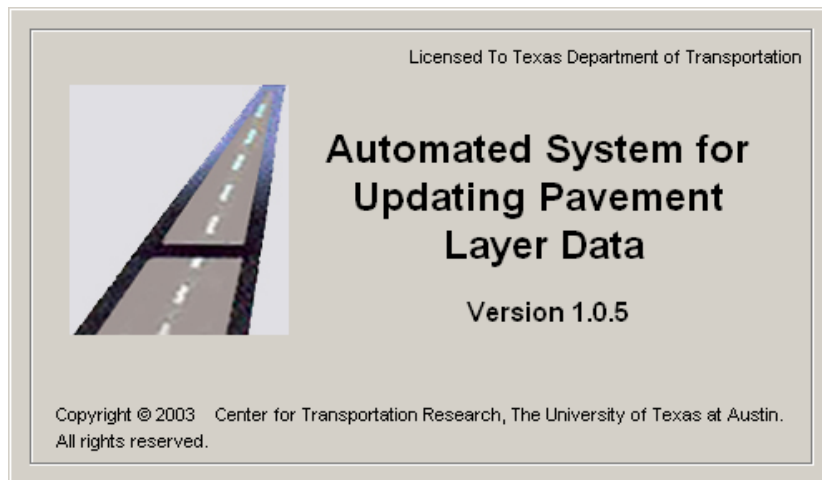 Licensed To Texas Department of Transportation
Automated System for
Updating Pavement
Layer Data
Version 1.0.5
Copyright © 2003 Center for Transportation Research, The University of Texas at Austin.
All rights reserved.